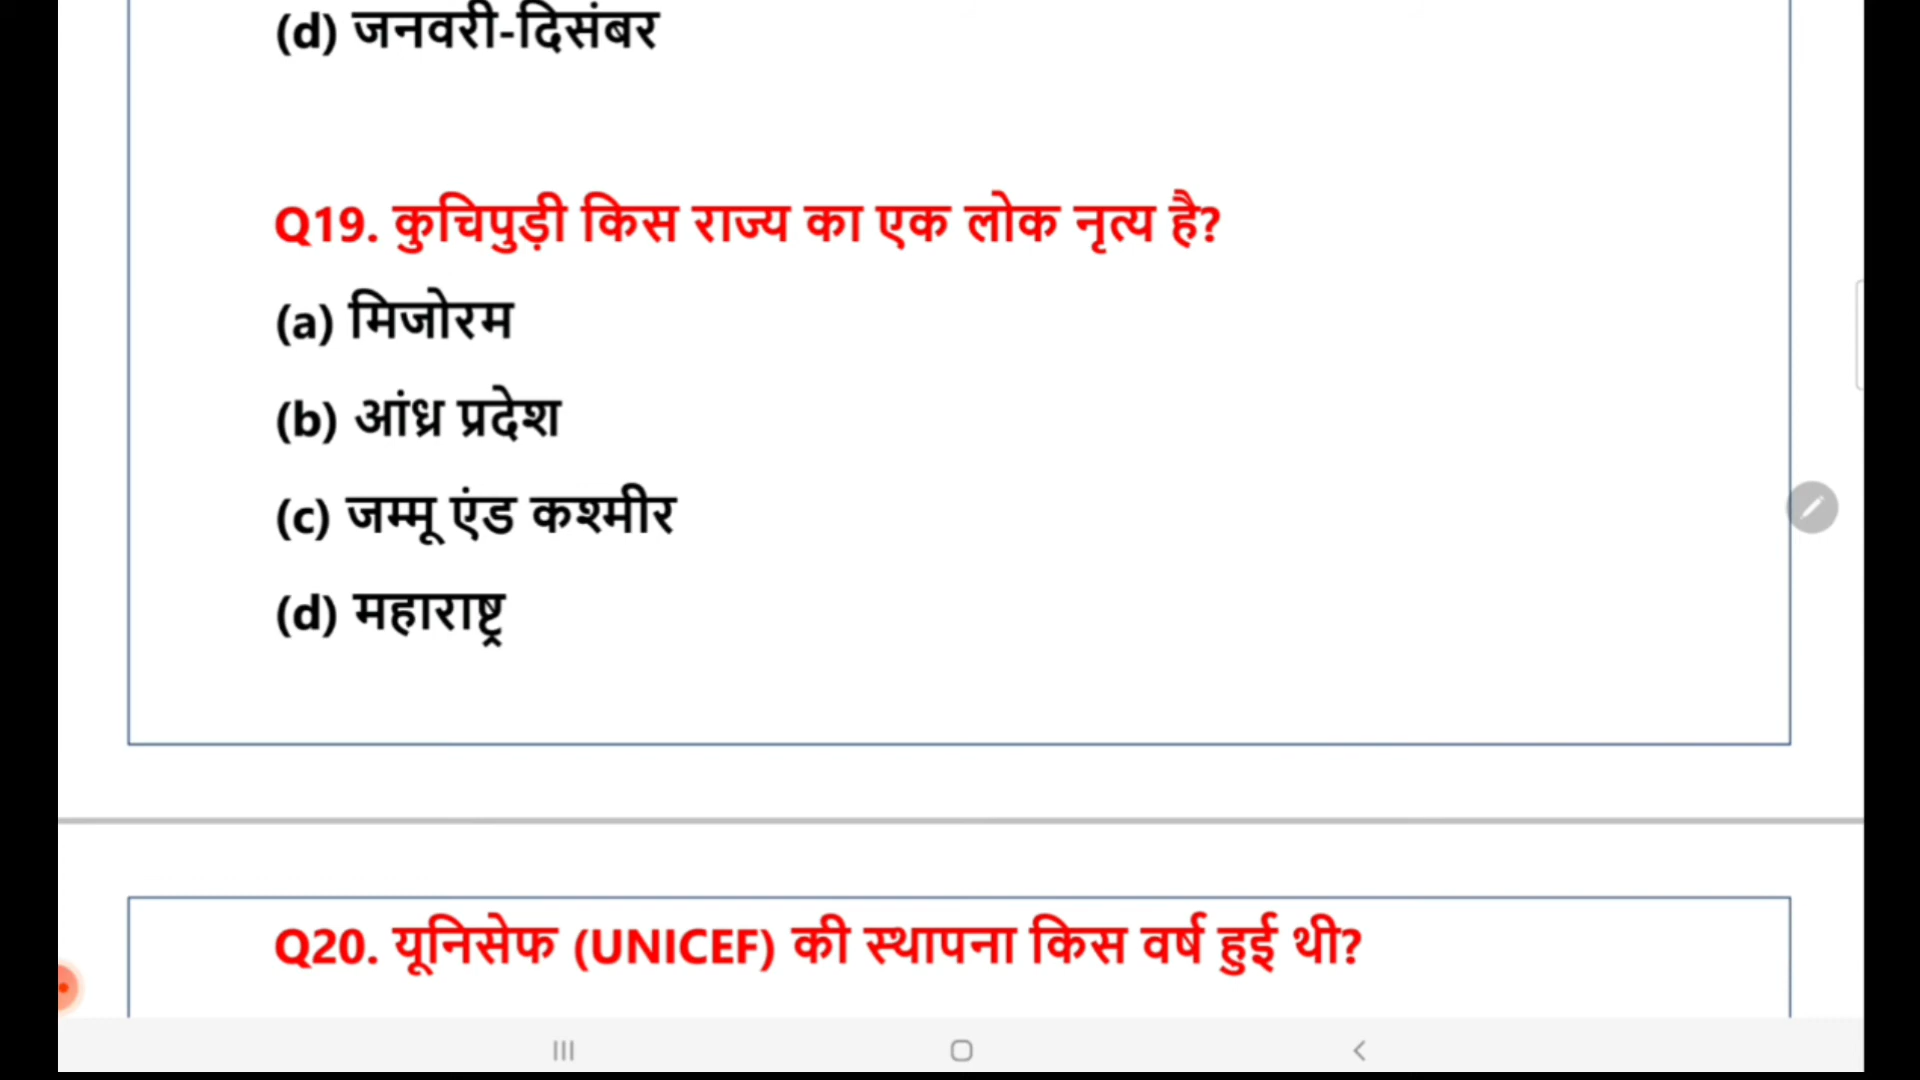 (d) जनवरी-दिसंबर
Q19. कुचिपुड़ी किस राज्य का एक लोक नृत्य है?
(a) मिजोरम
(b) आंध्र प्रदेश
(c) जम्मू एंड कश्मीर
(d) महाराष्ट्र
Q20. यूनिसेफ (UNICEF) की स्थापना किस वर्ष हुई थी?